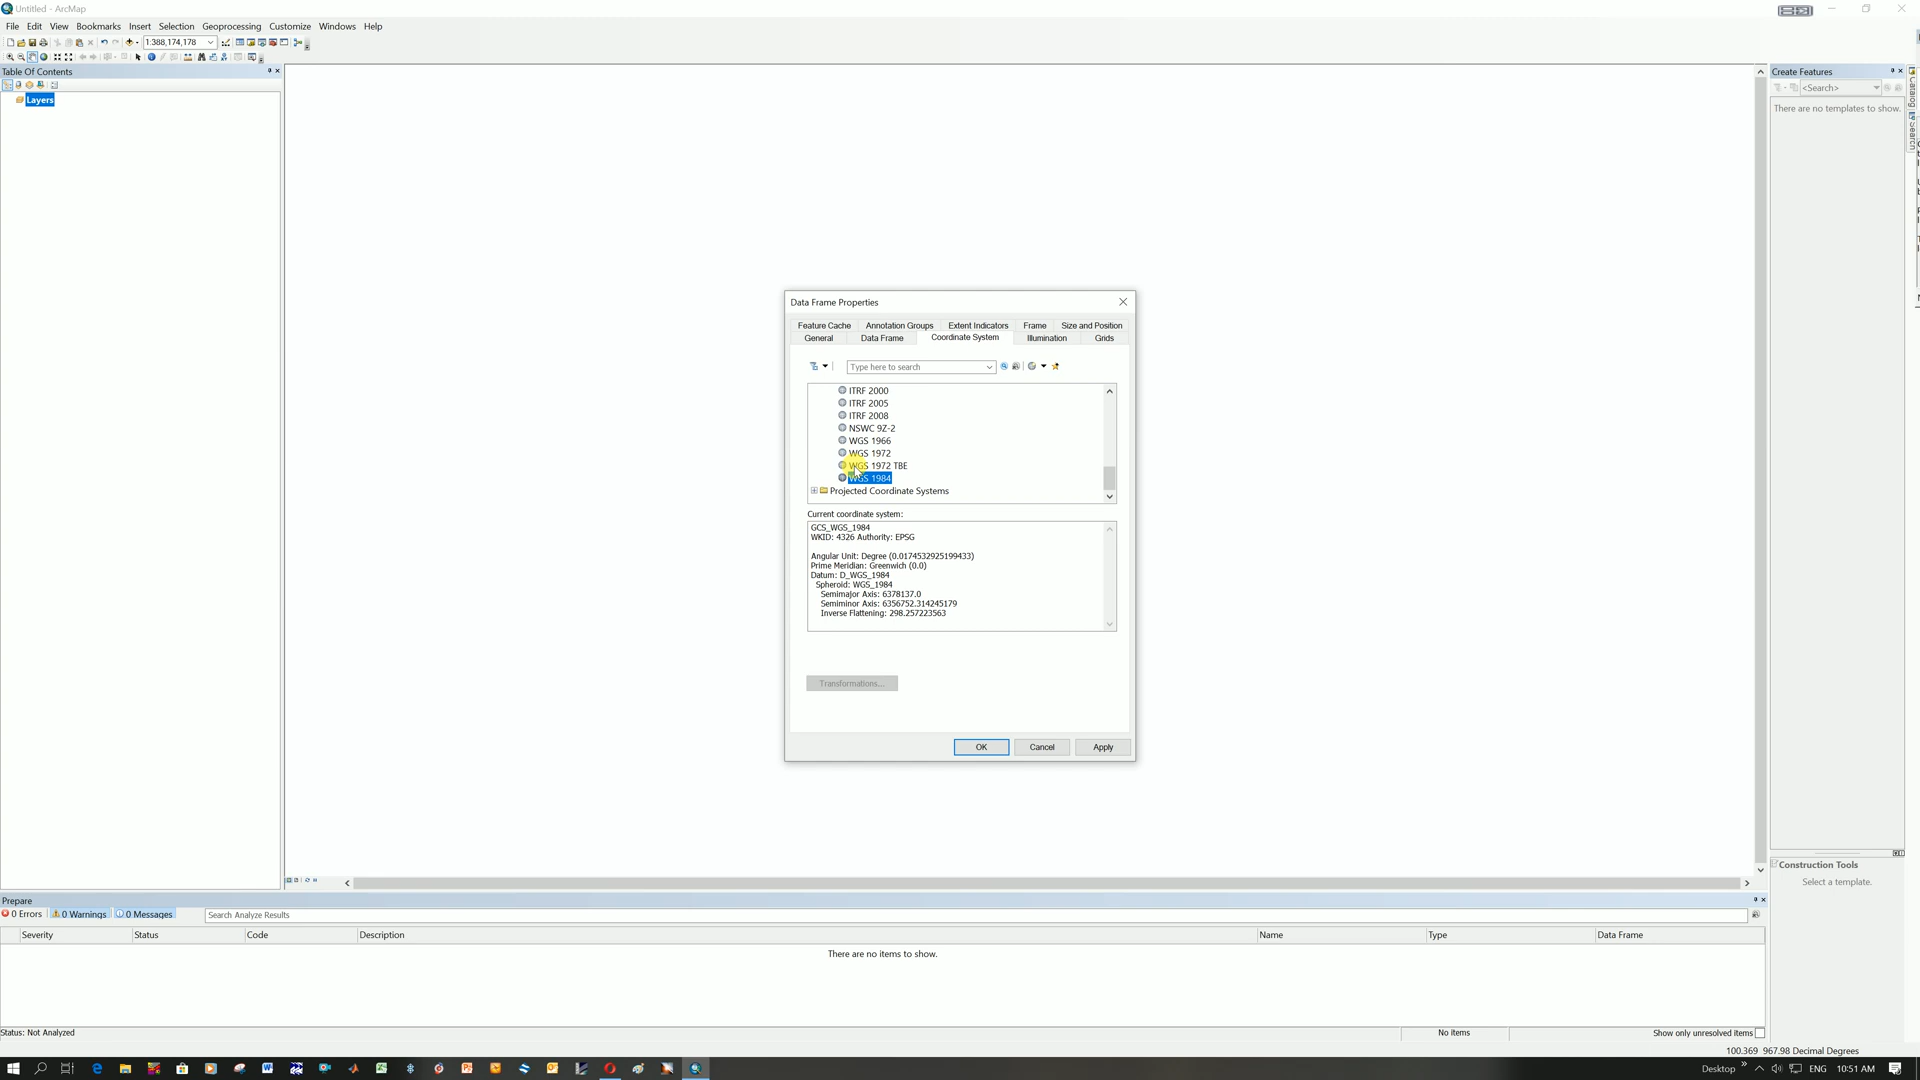 Untitled - ArcMap
File Edit View Bookmarks Insert Selection Geoprocessing Customize Windows Help
1:388,174,178
Table Of Contents
Layers
Create Features
<Search>
There are no templates to show.
Catalog
Search
Data Frame Properties
Feature Cache Annotation Groups Extent Indicators Frame Size and Position
General Data Frame Coordinate System Illumination Grids
Type here to search
ITRF 2000
ITRF 2005
ITRF 2008
NSWC 9Z-2
WGS 1966
WGS 1972
WGS 1972 TBE
WGS 1984
Projected Coordinate Systems
Current coordinate system:
GCS_WGS_1984
WKID: 4326 Authority: EPSG
Angular Unit: Degree (0.0174532925199433)
Prime Meridian: Greenwich (0.0)
Datum: D_WGS_1984
Spheroid: WGS_1984
Semimajor Axis: 6378137.0
Semiminor Axis: 6356752.314245179
Inverse Flattening: 298.257223563
Transformations...
OK Cancel Apply
Construction Tools
Select a template.
Prepare
0 Errors 0 Warnings 0 Messages Search Analyze Results
Severity Status Code Description Name Type Data Frame
There are no items to show.
Status: Not Analyzed No items Show only unresolved items
100.369 967.98 Decimal Degrees
Desktop ENG 10:51 AM